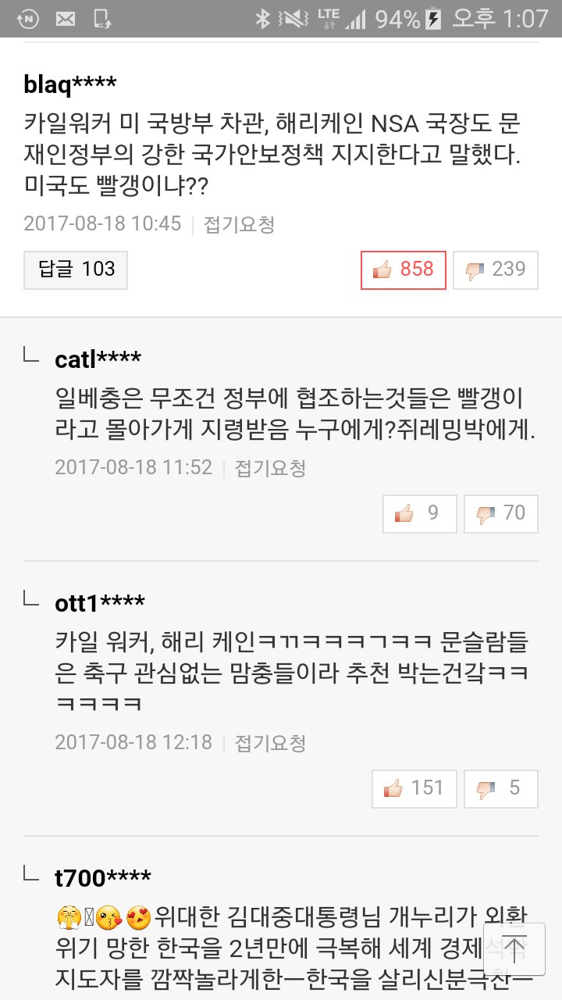 N LTE 94% 오후 1:07
blaq****
카일워커 미 국방부 차관, 해리케인 NSA 국장도 문
재인정부의 강한 국가안보정책 지지한다고 말했다.
미국도 빨갱이냐??
2017-08-18 10:45 | 접기요청
답글 103 858 239
catl****
일베충은 무조건 정부에 협조하는것들은 빨갱이
라고 몰아가게 지령받음 누구에게?쥐레밍박에게.
2017-08-18 11:52 | 접기요청
9 70
ott1****
카일 워커, 해리 케인ㅋㄲㅋㅋㅋㄱㅋㅋ 문슬람들
은 축구 관심없는 맘충들이라 추천 박는건갘ㅋㅋ
ㅋㅋㅋㅋ
2017-08-18 12:18 | 접기요청
151 5
t700****
😤😘😍위대한 김대중대통령님 개누리가 외환
위기 망한 한국을 2년만에 극복해 세계 경제석학
지도자를 깜짝놀라게한ㅡ한국을 살리신분극찬ㅡ